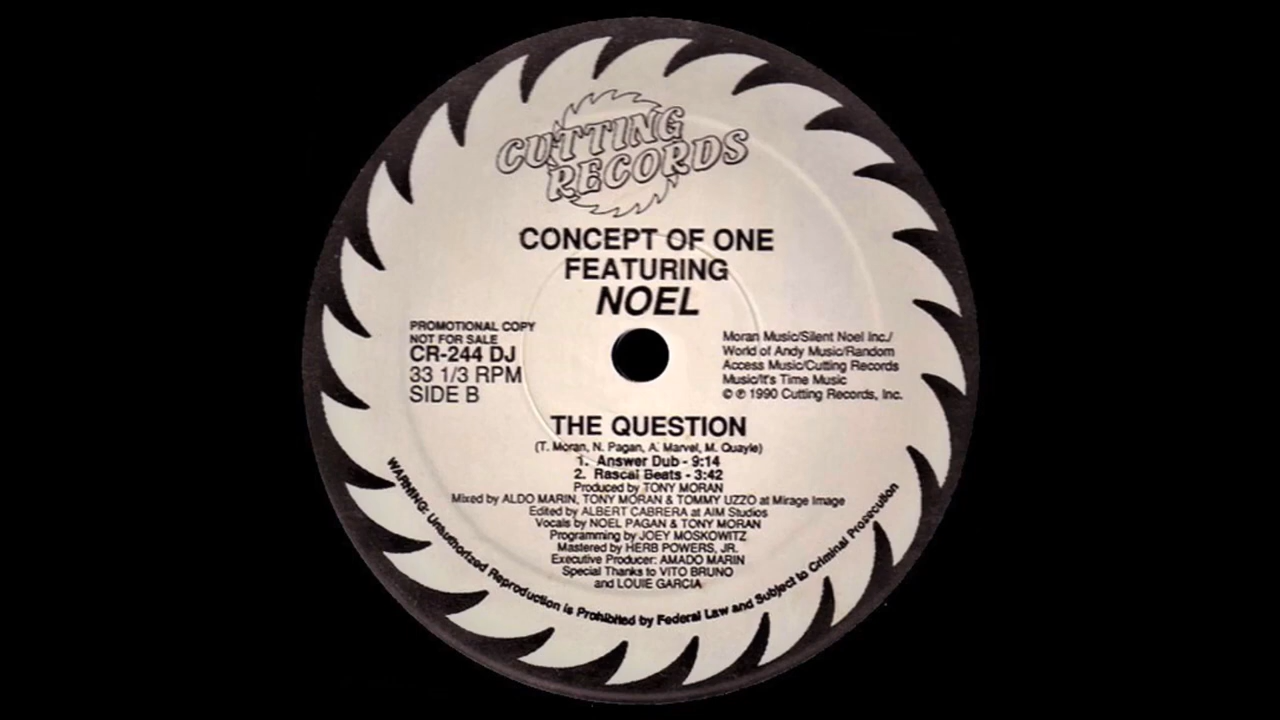 CUTTING
RECORDS
CONCEPT OF ONE
FEATURING
NOEL
PROMOTIONAL COPY
NOT FOR SALE
CR-244 DJ
33 1/3 RPM
SIDE B
Moran Music/Silent Noel Inc./
World of Andy Music/Random
Access Music/Cutting Records
Music/It's Time Music
© ℗ 1990 Cutting Records, Inc.
THE QUESTION
(T. Moran, N. Pagan, A. Marvel, M. Quayle)
1. Answer Dub - 9:14
2. Rascal Beats - 3:42
Produced by TONY MORAN
Mixed by ALDO MARIN, TONY MORAN & TOMMY UZZO at Mirage Image
Edited by ALBERT CABRERA at AIM Studios
Vocals by NOEL PAGAN & TONY MORAN
Programming by JOEY MOSKOWITZ
Mastered by HERB POWERS, JR.
Executive Producer: AMADO MARIN
Special Thanks to VITO BRUNO
and LOUIE GARCIA
WARNING: Unauthorized Reproduction is Prohibited by Federal Law and Subject to Criminal Prosecution